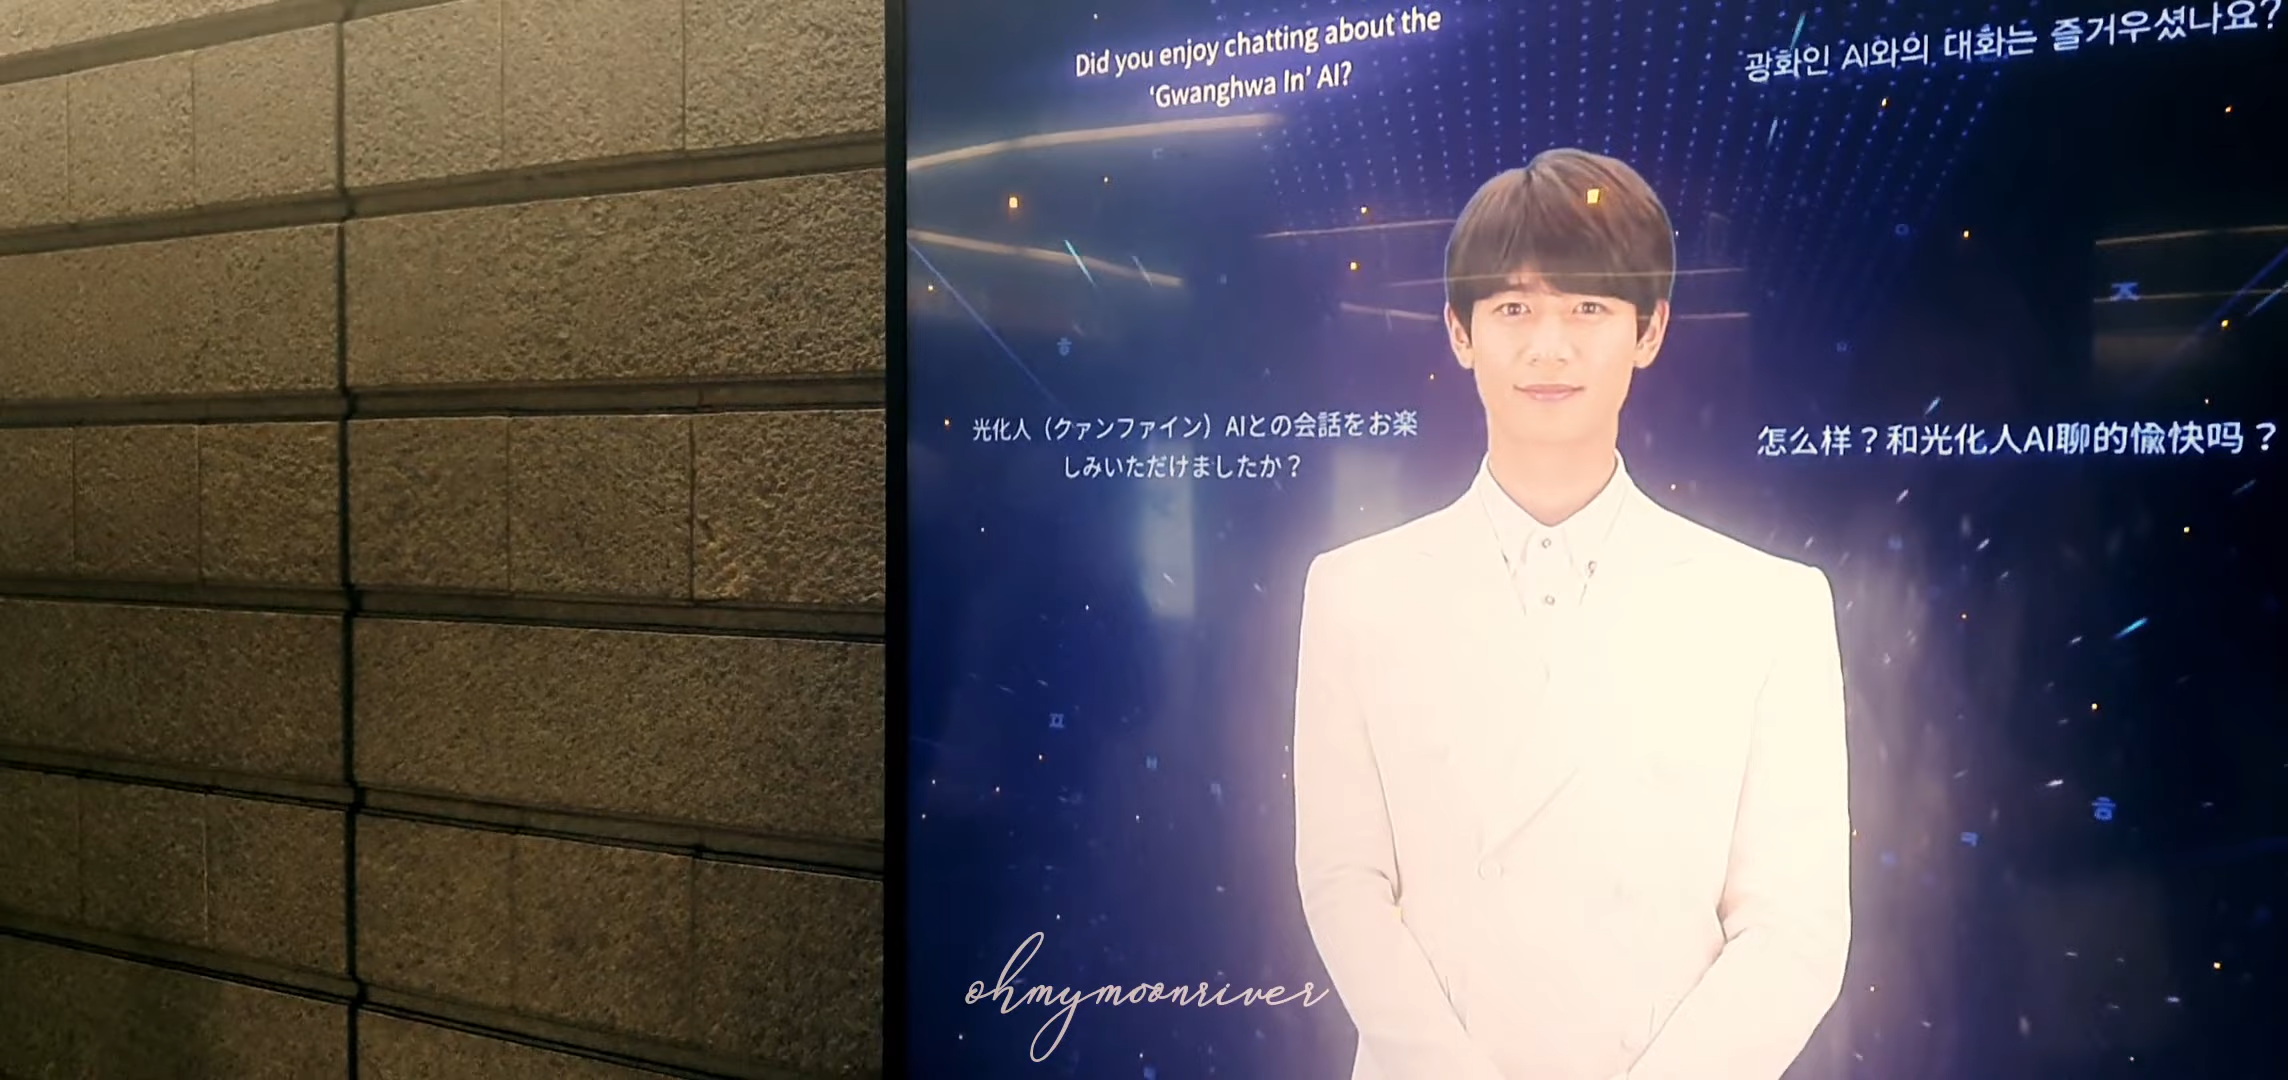 Did you enjoy chatting about the
‘Gwanghwa In’ AI?
광화인 AI와의 대화는 즐거우셨나요?
光化人（クァンファイン）AIとの会話をお楽
しみいただけましたか？
怎么样？和光化人AI聊的愉快吗？
ㅈ
ㅎ
ㅍ
ㅂ
ㅎ
ㅋ
ohmymoonriver